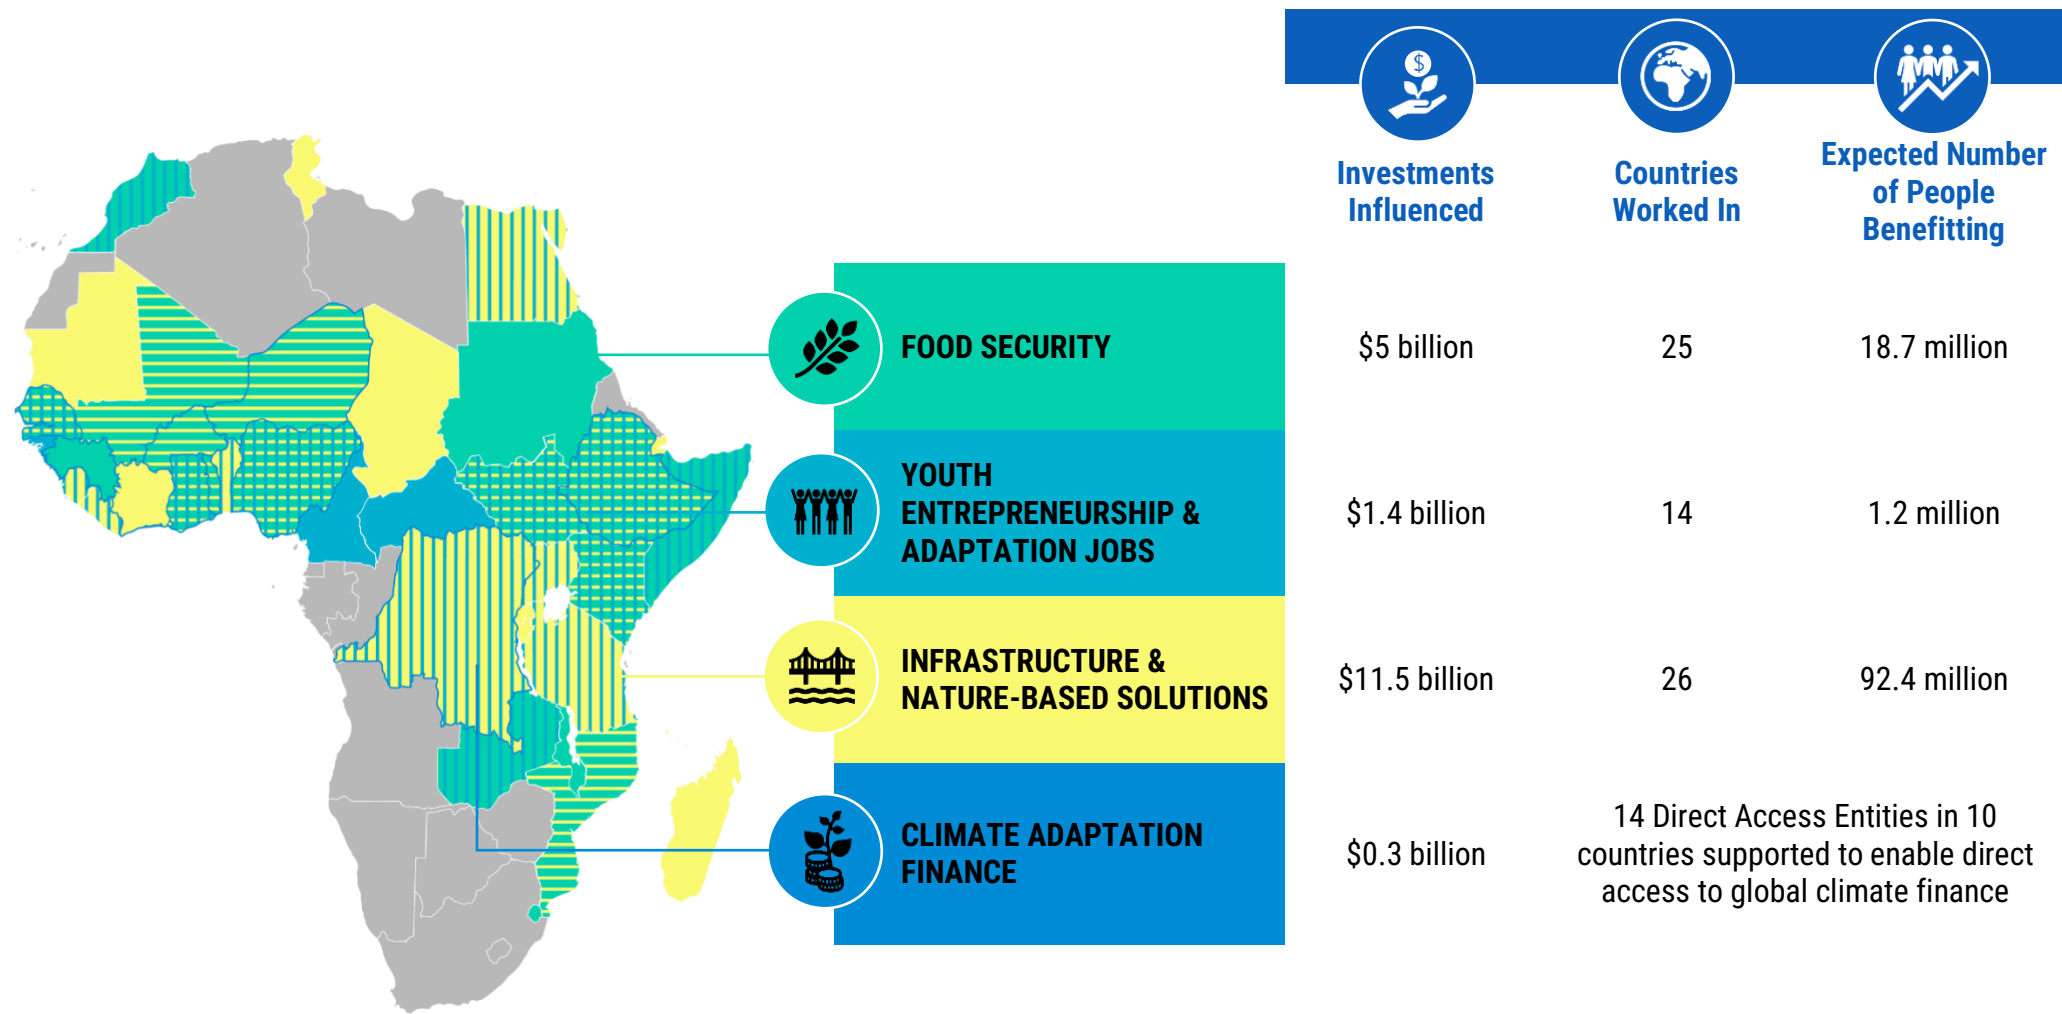 Investments
Influenced
Countries
Worked In
Expected Number
of People
Benefitting
FOOD SECURITY
$5 billion
25
18.7 million
YOUTH
ENTREPRENEURSHIP &
ADAPTATION JOBS
$1.4 billion
14
1.2 million
INFRASTRUCTURE &
NATURE-BASED SOLUTIONS
$11.5 billion
26
92.4 million
CLIMATE ADAPTATION
FINANCE
$0.3 billion
14 Direct Access Entities in 10
countries supported to enable direct
access to global climate finance